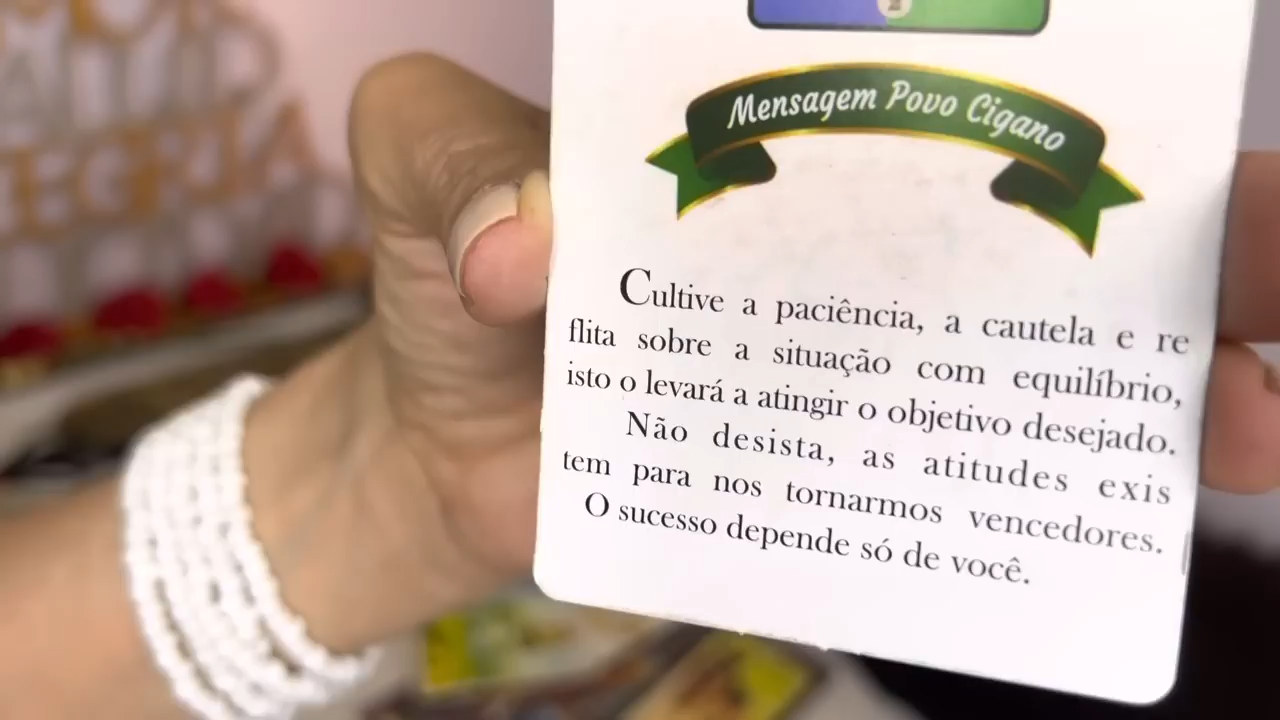 Mensagem Povo Cigano
Cultive a paciência, a cautela e re
flita sobre a situação com equilíbrio,
isto o levará a atingir o objetivo desejado.
Não desista, as atitudes exis
tem para nos tornarmos vencedores.
O sucesso depende só de você.